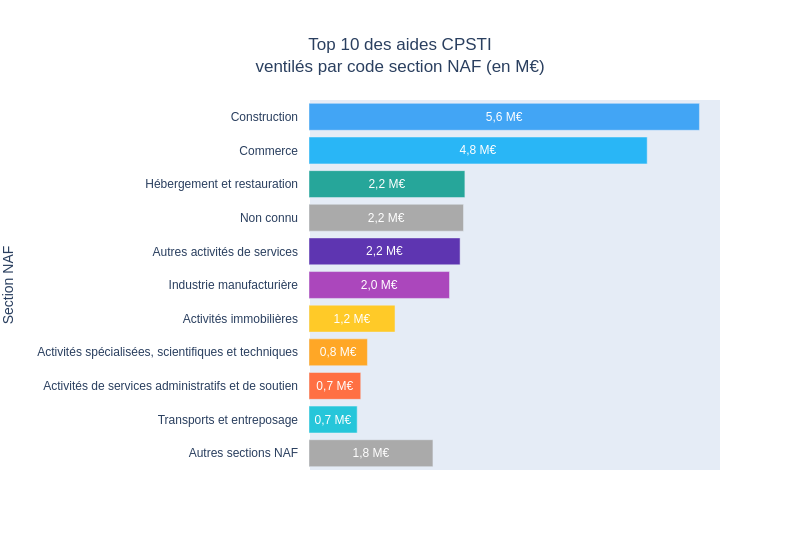 Top 10 des aides CPSTI
ventilés par code section NAF (en M€)
Section NAF
Construction 5,6 M€
Commerce 4,8 M€
Hébergement et restauration 2,2 M€
Non connu 2,2 M€
Autres activités de services 2,2 M€
Industrie manufacturière 2,0 M€
Activités immobilières 1,2 M€
Activités spécialisées, scientifiques et techniques 0,8 M€
Activités de services administratifs et de soutien 0,7 M€
Transports et entreposage 0,7 M€
Autres sections NAF 1,8 M€